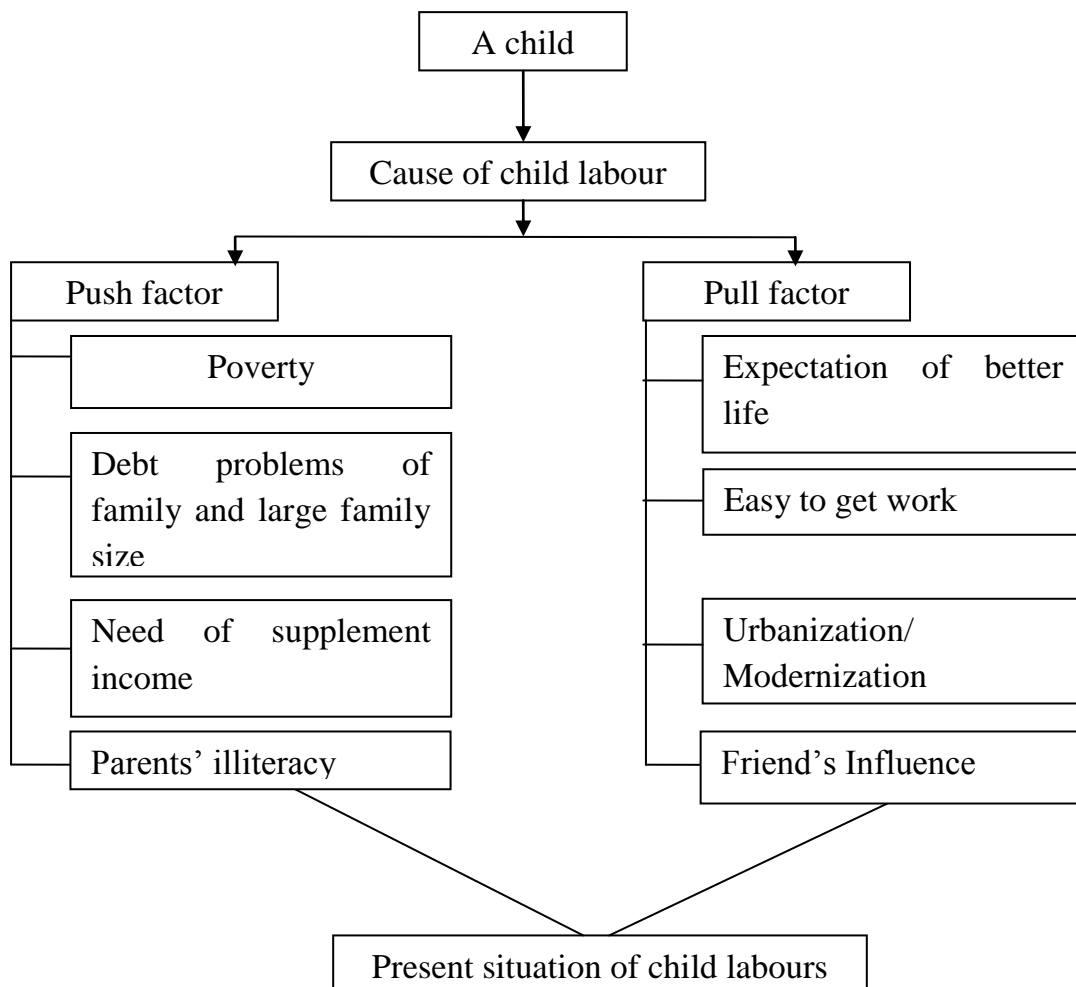 A child
Cause of child labour
Push factor
Poverty
Debt problems of
family and large family
size
Need of supplement
income
Parents’ illiteracy
Pull factor
Expectation of better
life
Easy to get work
Urbanization/
Modernization
Friend’s Influence
Present situation of child labours